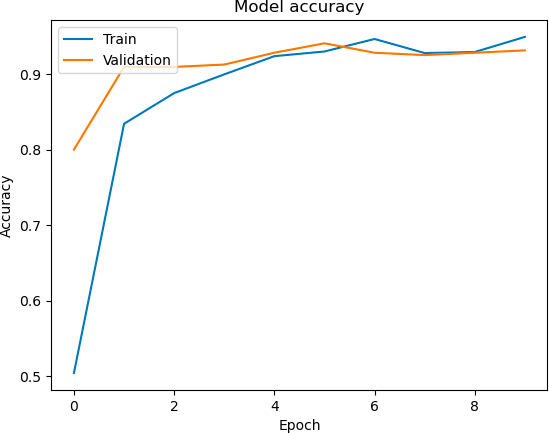 Model accuracy
Train
Validation
0.9
0.8
0.7
0.6
0.5
Accuracy
0 2 4 6 8
Epoch